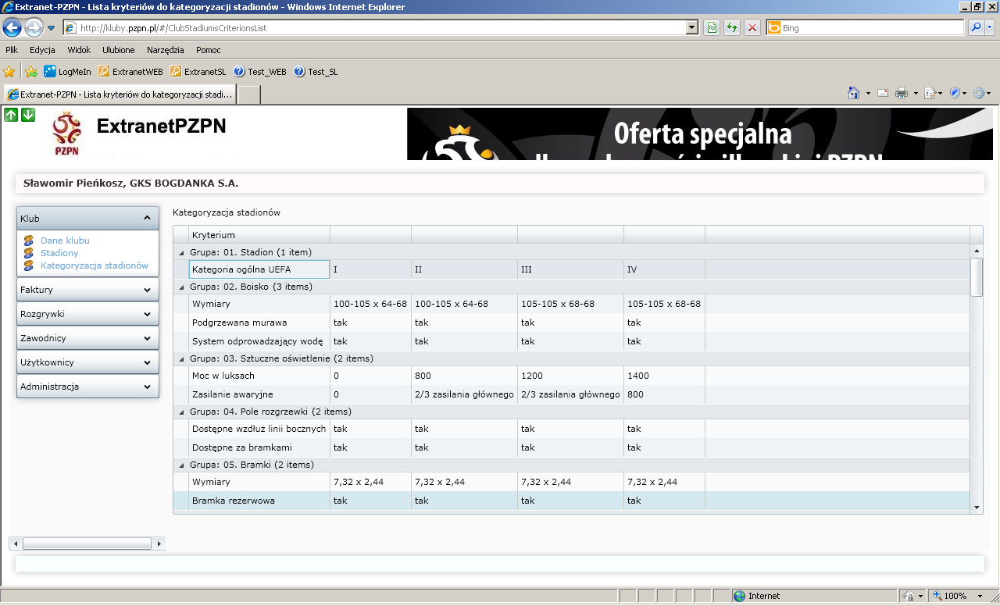 Extranet-PZPN - Lista kryteriów do kategoryzacji stadionów - Windows Internet Explorer
http://kluby.pzpn.pl/#/ClubStadiumsCriterionsList
Bing
Plik Edycja Widok Ulubione Narzędzia Pomoc
LogMeIn ExtranetWEB ExtranetSL Test_WEB Test_SL
Extranet-PZPN - Lista kryteriów do kategoryzacji stadi...
PZPN
ExtranetPZPN
Oferta specjalna
Sławomir Pieńkosz, GKS BOGDANKA S.A.
Klub
Dane klubu
Stadiony
Kategoryzacja stadionów
Faktury
Rozgrywki
Zawodnicy
Użytkownicy
Administracja
Kategoryzacja stadionów
Kryterium
Grupa: 01. Stadion (1 item)
Kategoria ogólna UEFA I II III IV
Grupa: 02. Boisko (3 items)
Wymiary 100-105 x 64-68 100-105 x 64-68 105-105 x 68-68 105-105 x 68-68
Podgrzewana murawa tak tak tak tak
System odprowadzający wodę tak tak tak tak
Grupa: 03. Sztuczne oświetlenie (2 items)
Moc w luksach 0 800 1200 1400
Zasilanie awaryjne 0 2/3 zasilania głównego 2/3 zasilania głównego 800
Grupa: 04. Pole rozgrzewki (2 items)
Dostępne wzdłuż linii bocznych tak tak tak tak
Dostępne za bramkami tak tak tak tak
Grupa: 05. Bramki (2 items)
Wymiary 7,32 x 2,44 7,32 x 2,44 7,32 x 2,44 7,32 x 2,44
Bramka rezerwowa tak tak tak tak
Internet
100%